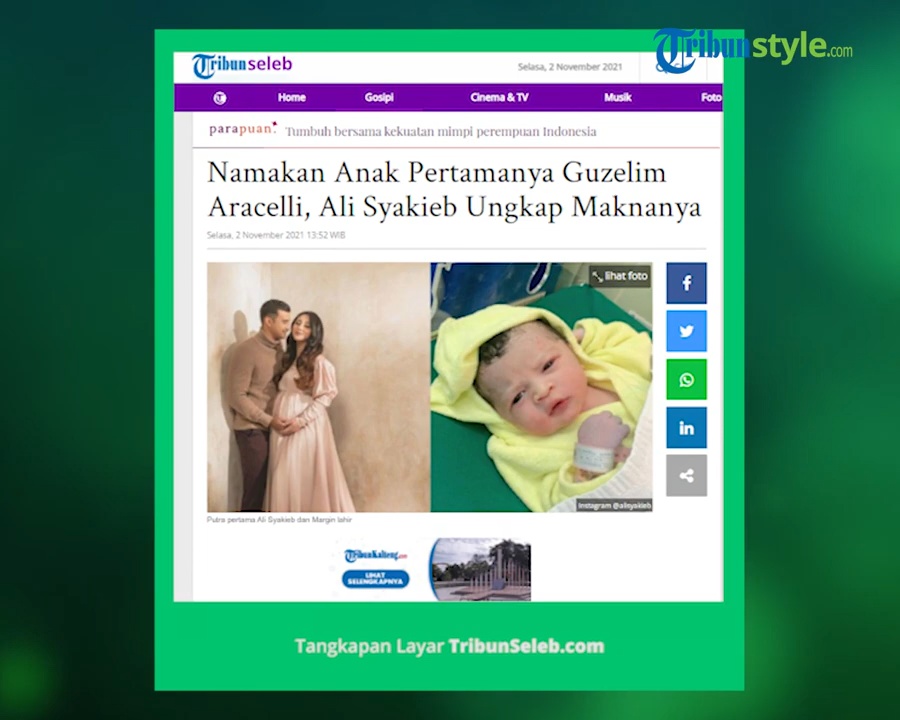 Tribunstyle.com
Tribunseleb
Selasa, 2 November 2021
Home Gosipi Cinema & TV Musik Foto
parapuan. Tumbuh bersama kekuatan mimpi perempuan Indonesia
Namakan Anak Pertamanya Guzelim
Aracelli, Ali Syakieb Ungkap Maknanya
Selasa, 2 November 2021 13:52 WIB
lihat foto
Instagram @alisyakieb
Putra pertama Ali Syakieb dan Margin lahir
TribunKalteng.com
LIHAT
SELENGKAPNYA
Tangkapan Layar TribunSeleb.com